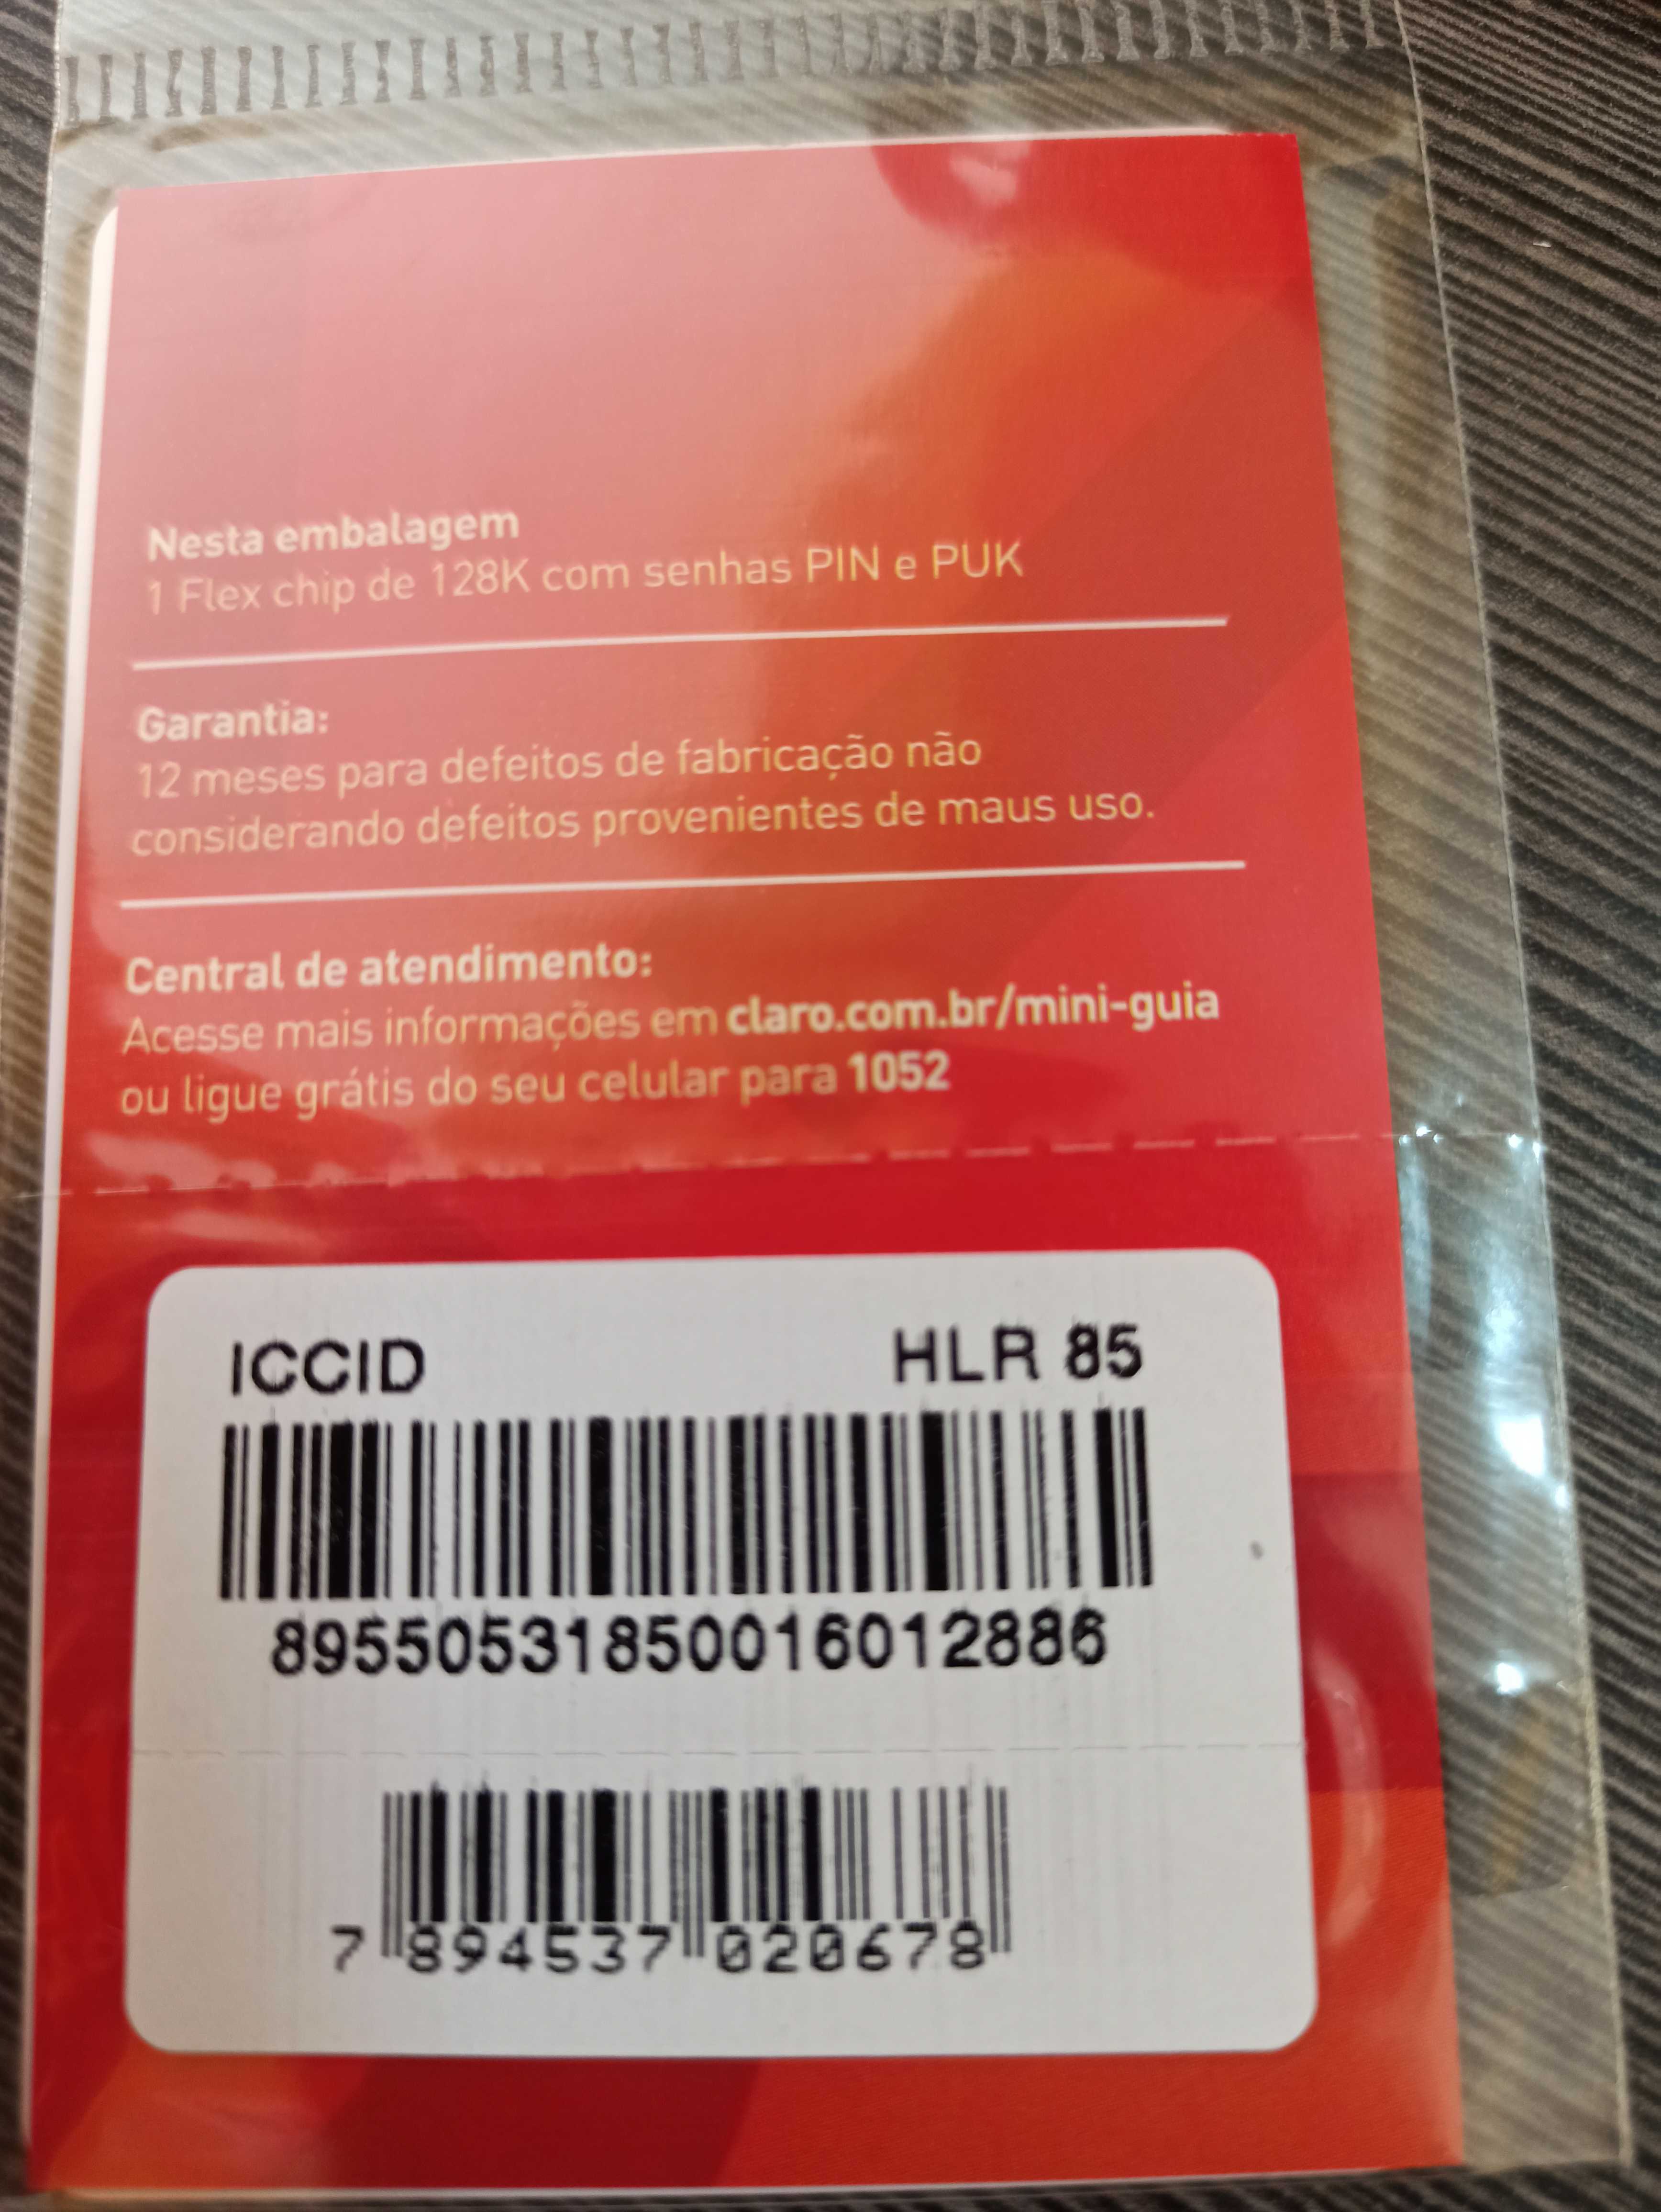 Nesta embalagem
1 Flex chip de 128K com senhas PIN e PUK
Garantia:
12 meses para defeitos de fabricação não
considerando defeitos provenientes de maus uso.
Central de atendimento:
Acesse mais informações em claro.com.br/mini-guia
ou ligue grátis do seu celular para 1052
ICCID HLR 85
89550531850016012886
7 894537 020678